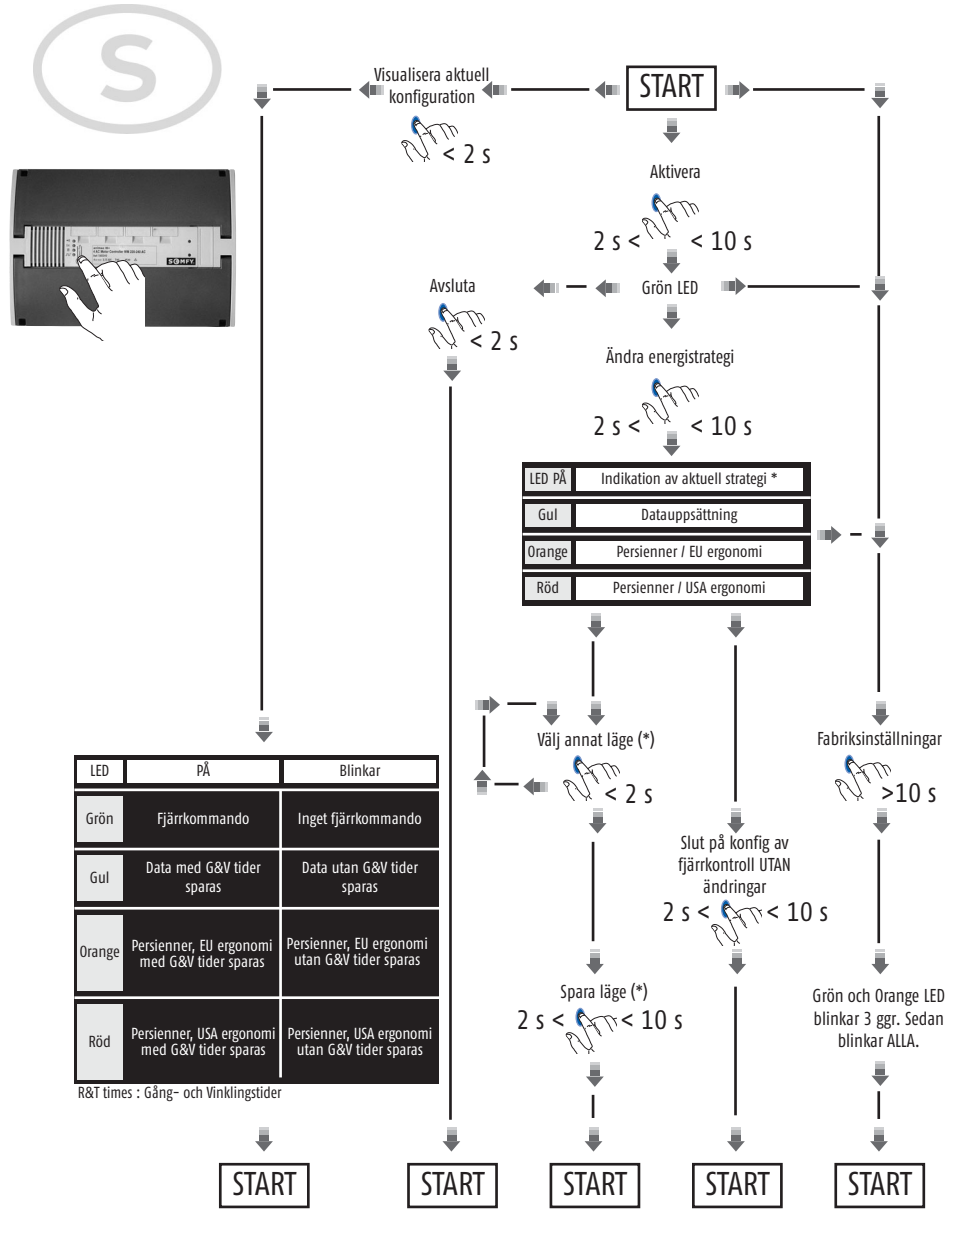 S
Visualisera aktuell
konfiguration
< 2 s
START
Aktivera
2 s < < 10 s
SOMFY
Avsluta
< 2 s
Grön LED
Ändra energistrategi
2 s < < 10 s
LED PÅ Indikation av aktuell strategi *
Gul Datauppsättning
Orange Persienner / EU ergonomi
Röd Persienner / USA ergonomi
Välj annat läge (*)
< 2 s
Fabriksinställningar
>10 s
LED PÅ Blinkar
Grön Fjärrkommando Inget fjärrkommando
Gul Data med G&V tider sparas Data utan G&V tider sparas
Orange Persienner, EU ergonomi med G&V tider sparas Persienner, EU ergonomi utan G&V tider sparas
Röd Persienner, USA ergonomi med G&V tider sparas Persienner, USA ergonomi utan G&V tider sparas
R&T times : Gång- och Vinklingstider
Slut på konfig av
fjärrkontroll UTAN
ändringar
2 s < < 10 s
Spara läge (*)
2 s < < 10 s
Grön och Orange LED
blinkar 3 ggr. Sedan
blinkar ALLA.
START START START START START